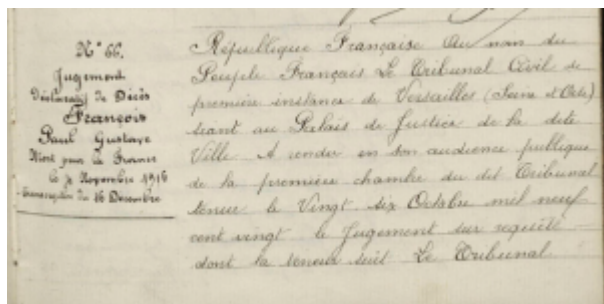 N° 66.
Jugement
déclaratif de Décès
François
Paul Gustave
Mort pour la France
le 7 Novembre 1916
Transcription du 16 Décembre
République Française Au nom du
Peuple Français Le Tribunal Civil de
première instance de Versailles (Seine & Oise)
séant au Palais de Justice de la dite
Ville A rendu en son audience publique
de la première chambre du dit Tribunal
tenue le Vingt six Octobre mil neuf
cent vingt le Jugement sur requête
dont la teneur suit Le Tribunal